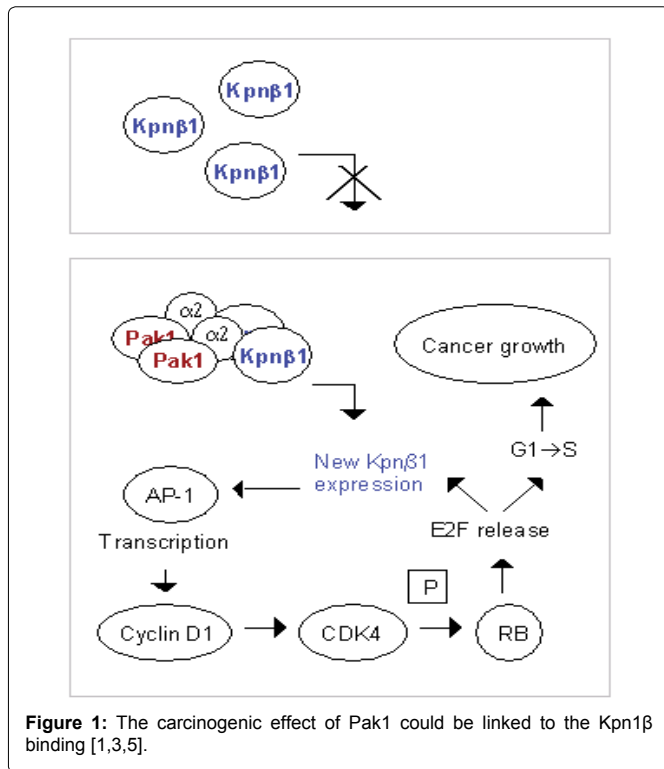 Kpnβ1
Kpnβ1
Kpnβ1
α2
Pak1
α2
Pak1
Kpnβ1
Cancer growth
New Kpnβ1
expression
G1→S
AP-1
Transcription
E2F release
P
Cyclin D1
CDK4
RB
Figure 1: The carcinogenic effect of Pak1 could be linked to the Kpn1β
binding [1,3,5].